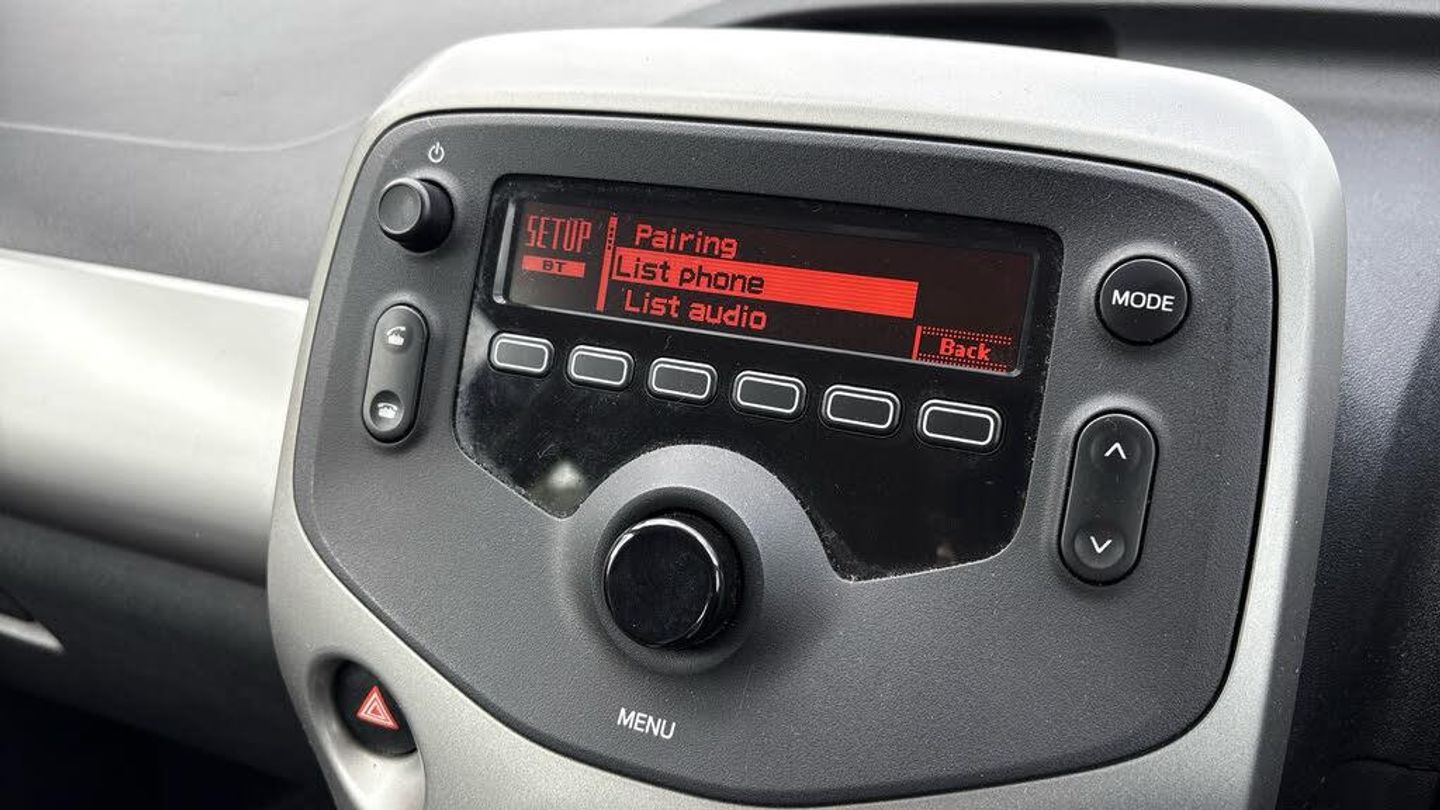 SETUP
BT
Pairing
List phone
List audio
Back
MODE
MENU